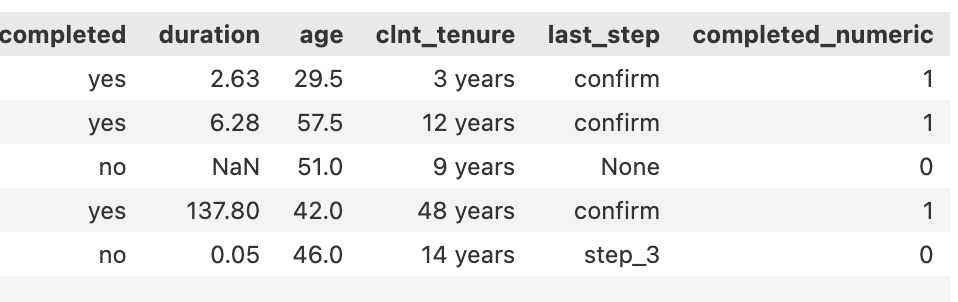 completed duration age clnt_tenure last_step completed_numeric
yes 2.63 29.5 3 years confirm 1
yes 6.28 57.5 12 years confirm 1
no NaN 51.0 9 years None 0
yes 137.80 42.0 48 years confirm 1
no 0.05 46.0 14 years step_3 0